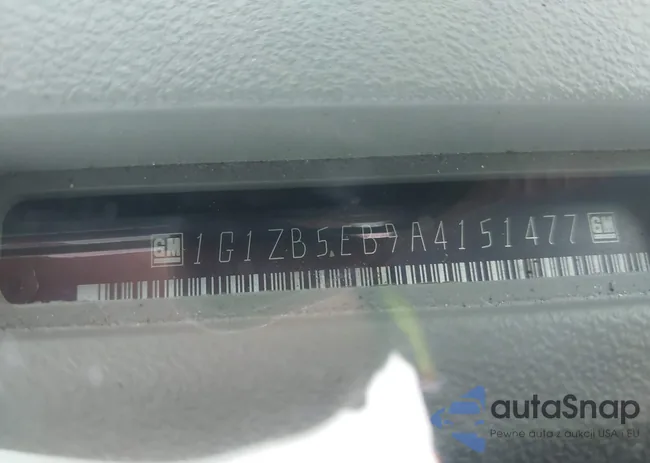 GM 1G1ZB5EB9A4151477 GM
autaSnap
Pewne auta z aukcji USA i EU